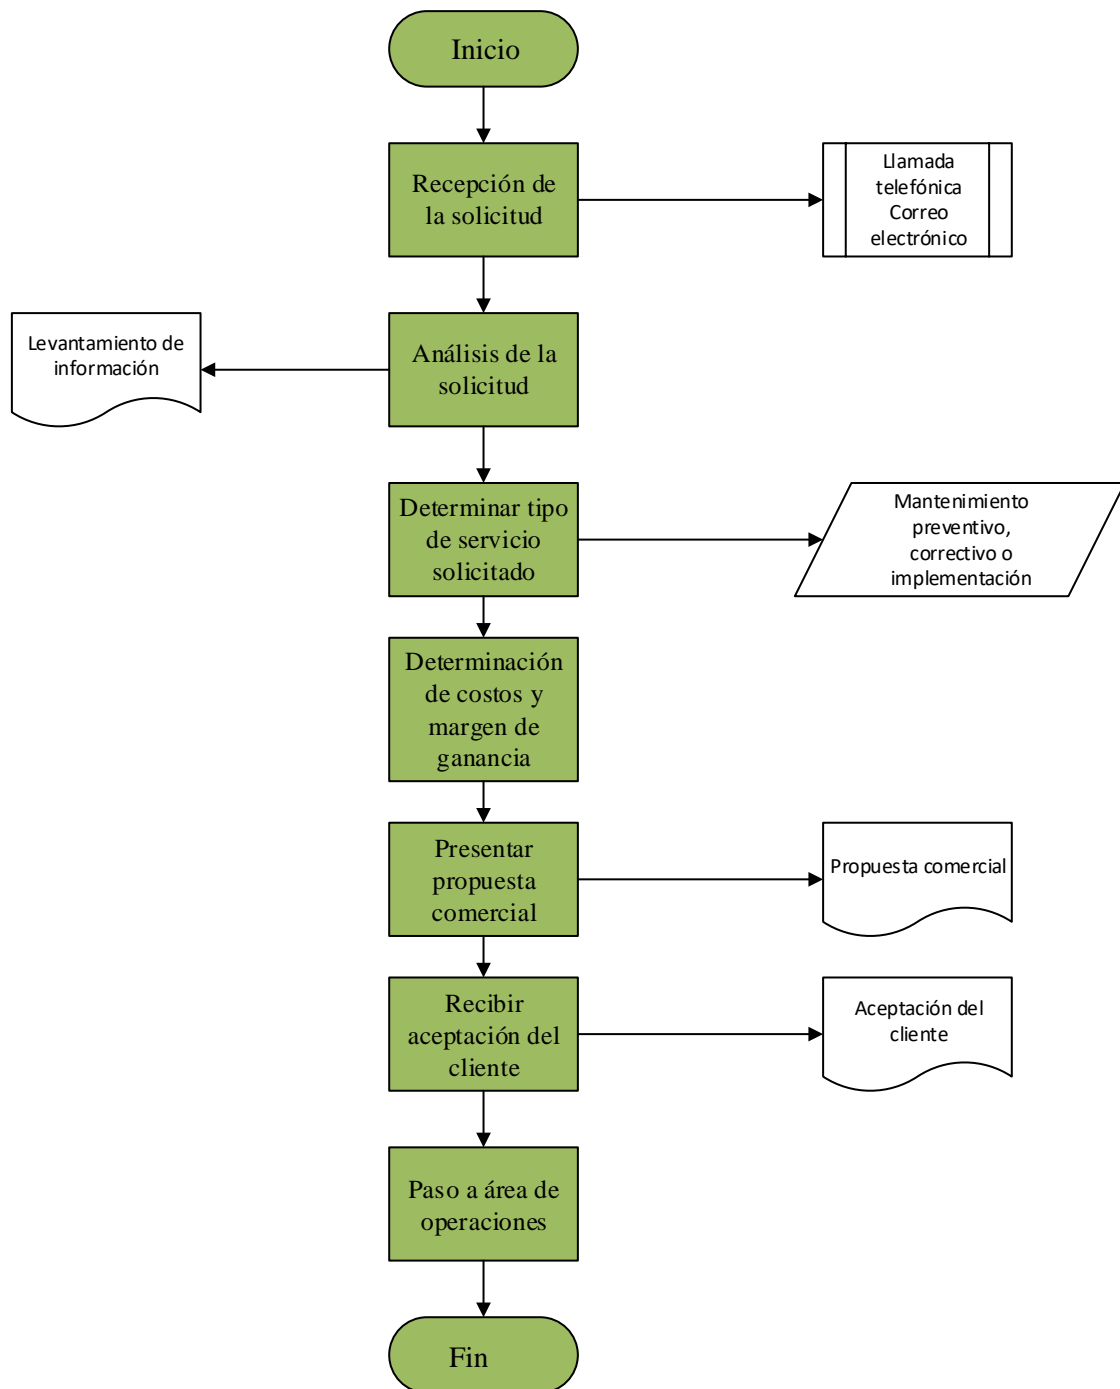 Inicio
Recepción de
la solicitud
Llamada
telefónica
Correo
electrónico
Levantamiento de
información
Análisis de la
solicitud
Determinar tipo
de servicio
solicitado
Mantenimiento
preventivo,
correctivo o
implementación
Determinación
de costos y
margen de
ganancia
Presentar
propuesta
comercial
Propuesta comercial
Recibir
aceptación del
cliente
Aceptación del
cliente
Paso a área de
operaciones
Fin